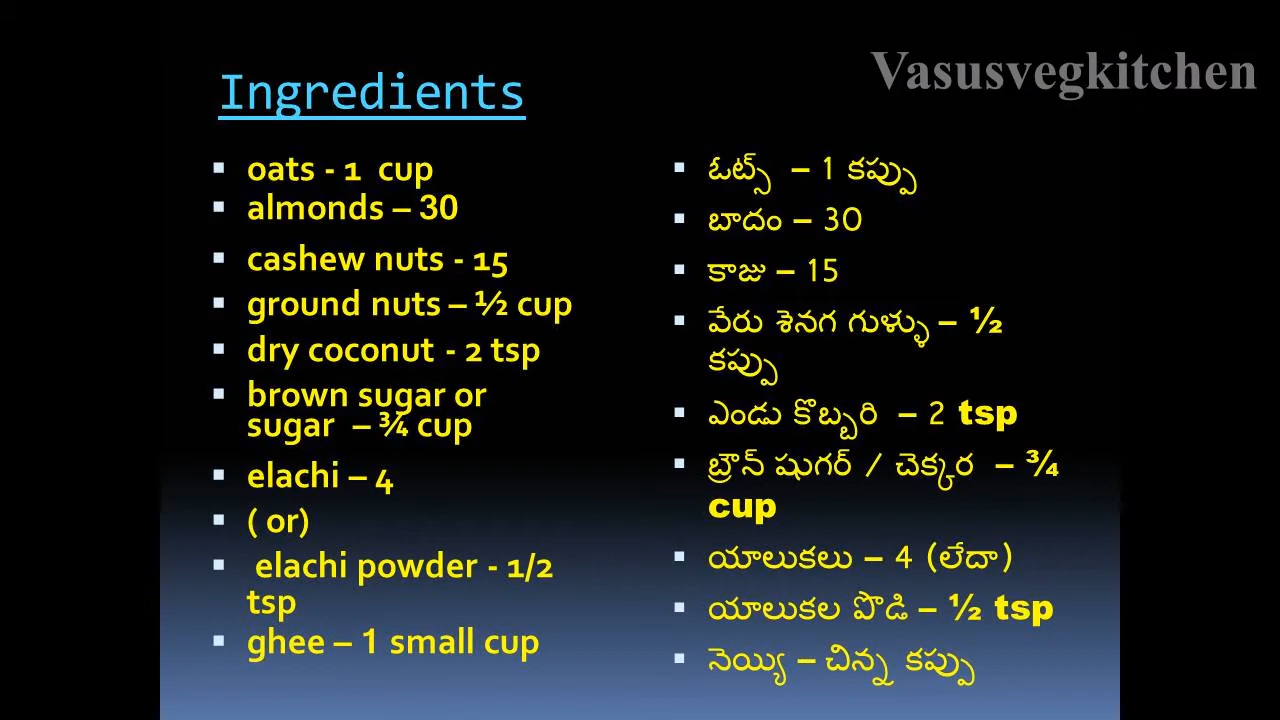 Vasusvegkitchen
Ingredients
oats - 1 cup
almonds – 30
cashew nuts - 15
ground nuts – ½ cup
dry coconut - 2 tsp
brown sugar or
sugar – ¾ cup
elachi – 4
( or)
elachi powder - 1/2
tsp
ghee – 1 small cup
ఓట్స్ – 1 కప్పు
బాదం – 30
కాజు – 15
వేరు శెనగ గుళ్ళు – ½
కప్పు
ఎండు కొబ్బరి – 2 tsp
బ్రౌన్ షుగర్ / చెక్కర – ¾
cup
యాలుకలు – 4 (లేదా)
యాలుకల పొడి – ½ tsp
నెయ్యి – చిన్న కప్పు